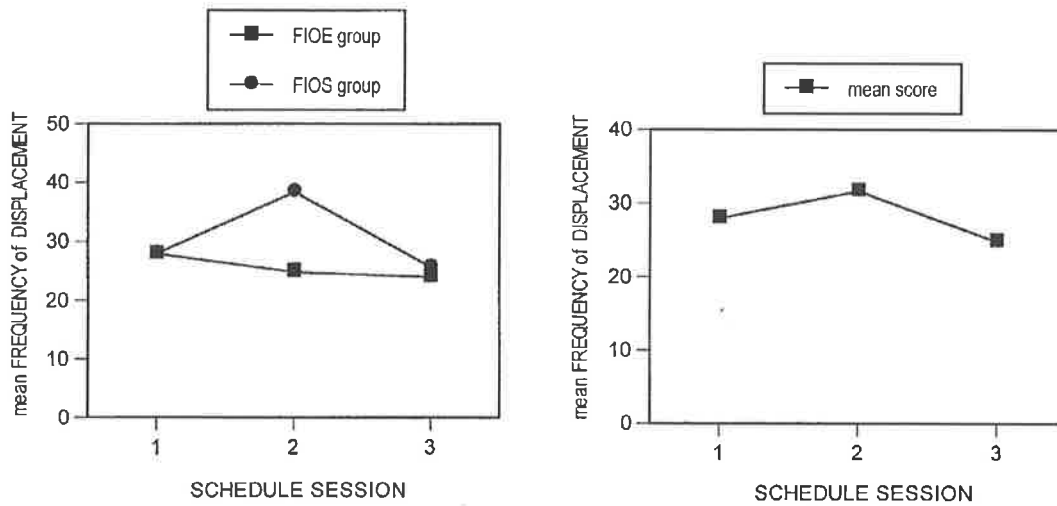 FIOE group
FIOS group
mean FREQUENCY of DISPLACEMENT
50
40
30
20
10
0
1 2 3
SCHEDULE SESSION
mean score
mean FREQUENCY of DISPLACEMENT
40
30
20
10
0
1 2 3
SCHEDULE SESSION